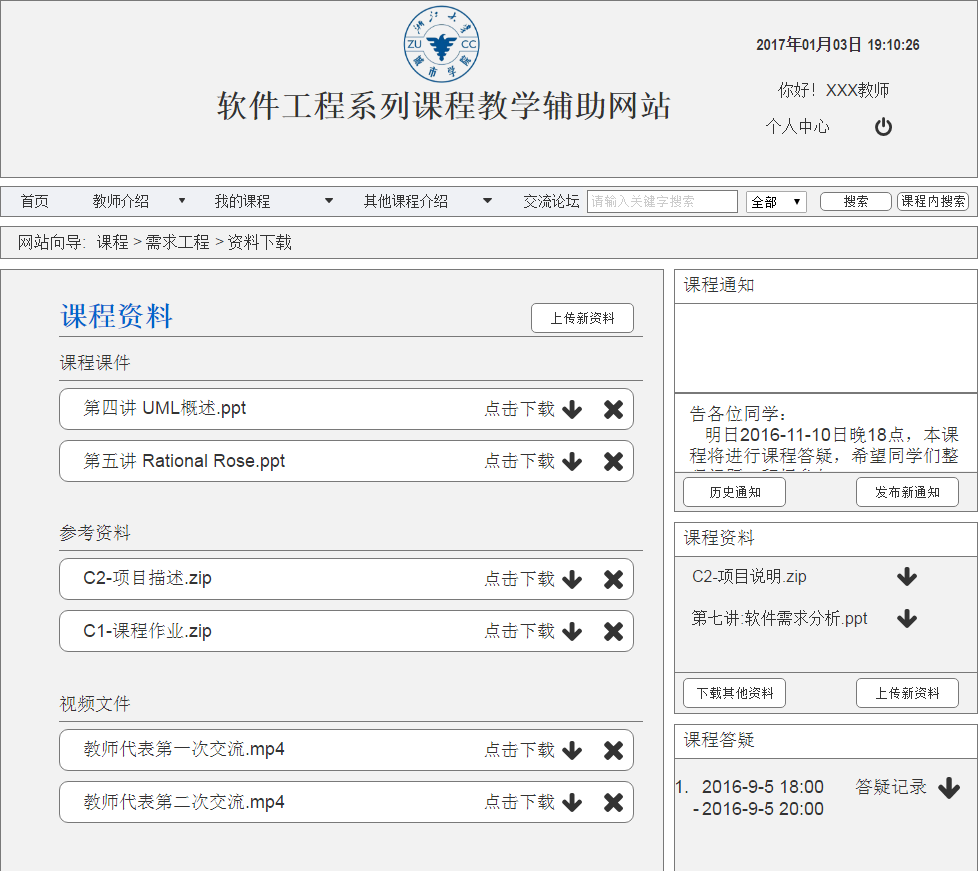 浙江大学
ZU CC
城市学院
2017年01月03日 19:10:26
软件工程系列课程教学辅助网站
你好！XXX教师
个人中心
首页 教师介绍 我的课程 其他课程介绍 交流论坛 请输入关键字搜索 全部 搜索 课程内搜索
网站向导: 课程 > 需求工程 > 资料下载
课程资料
上传新资料
课程课件
第四讲 UML概述.ppt 点击下载
第五讲 Rational Rose.ppt 点击下载
参考资料
C2-项目描述.zip 点击下载
C1-课程作业.zip 点击下载
视频文件
教师代表第一次交流.mp4 点击下载
教师代表第二次交流.mp4 点击下载
课程通知
告各位同学：
明日2016-11-10日晚18点，本课
程将进行课程答疑，希望同学们整
历史通知 发布新通知
课程资料
C2-项目说明.zip
第七讲:软件需求分析.ppt
下载其他资料 上传新资料
课程答疑
1. 2016-9-5 18:00 答疑记录
- 2016-9-5 20:00